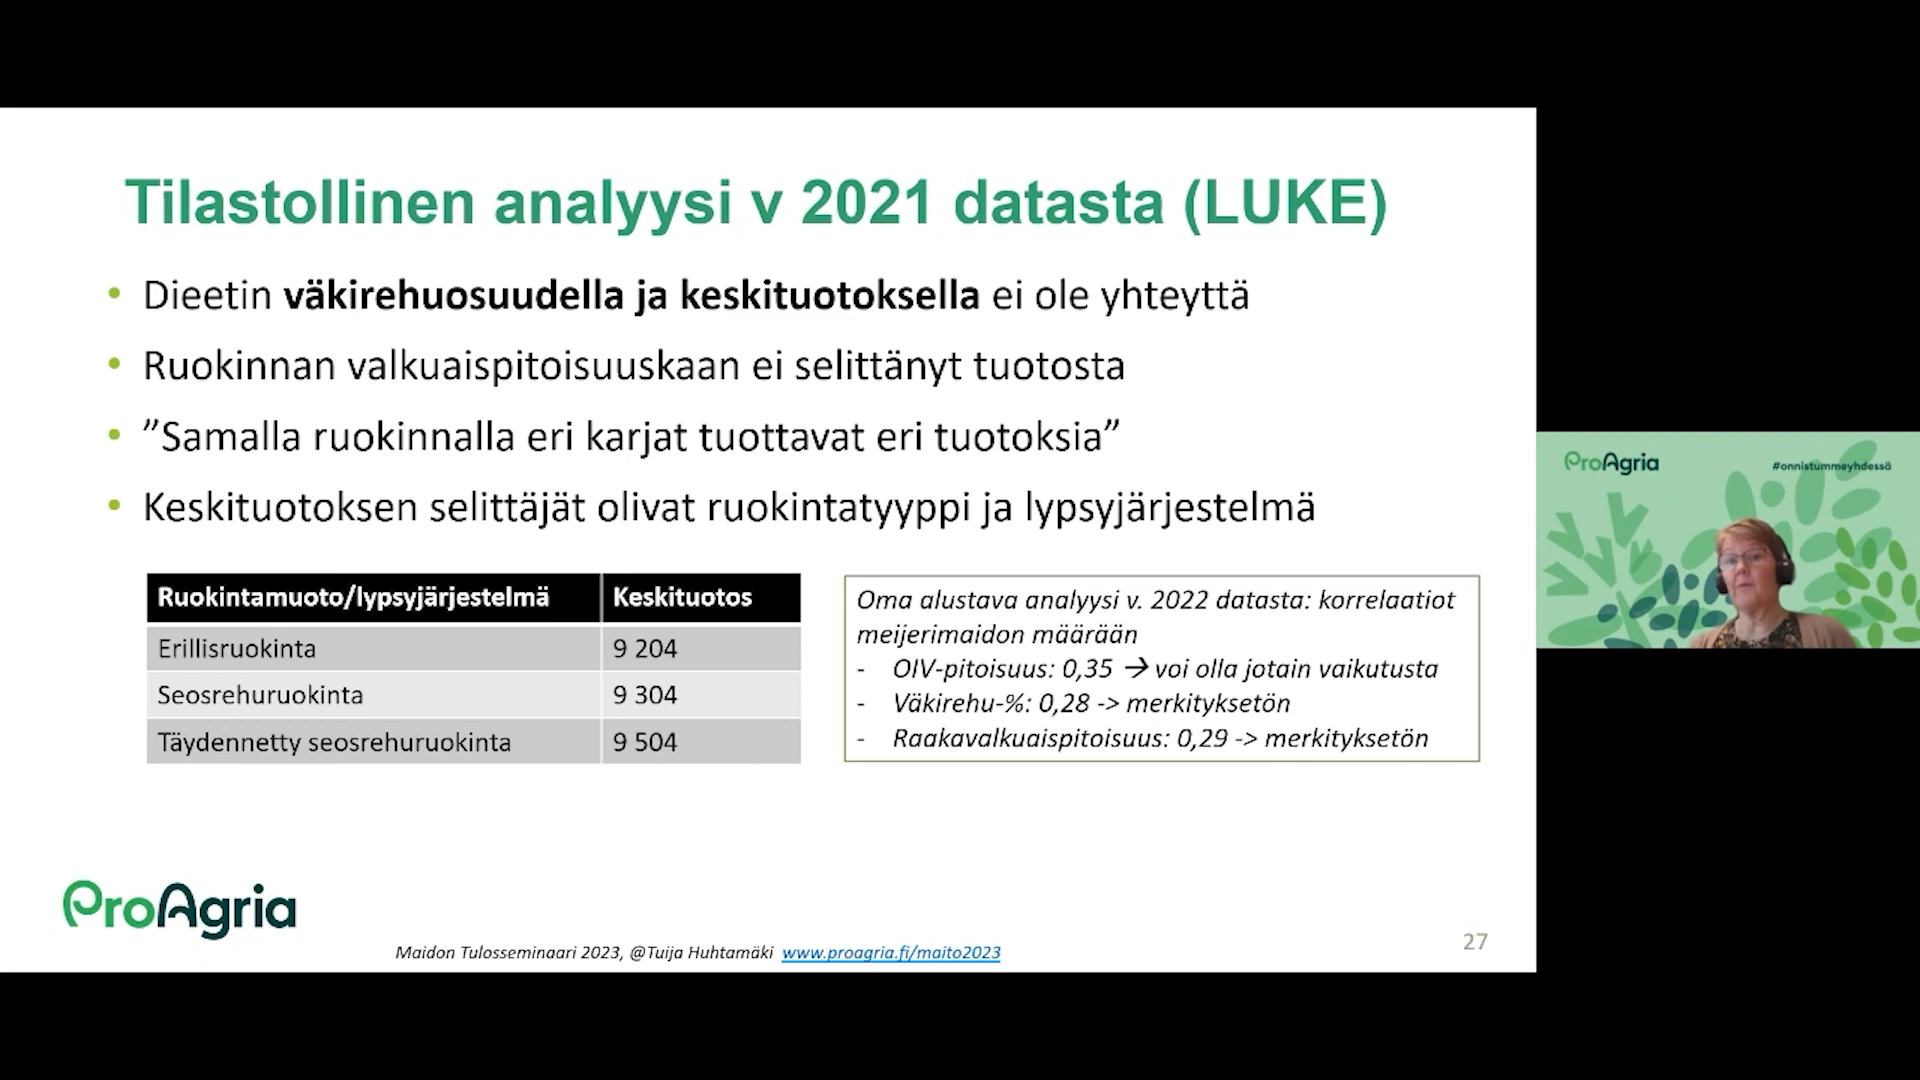 Tilastollinen analyysi v 2021 datasta (LUKE)
• Dieetin väkirehuosuudella ja keskituotoksella ei ole yhteyttä
• Ruokinnan valkuaispitoisuuskaan ei selittänyt tuotosta
• ”Samalla ruokinnalla eri karjat tuottavat eri tuotoksia”
• Keskituotoksen selittäjät olivat ruokintatyyppi ja lypsyjärjestelmä
Ruokintamuoto/lypsyjärjestelmä Keskituotos
Erillisruokinta 9 204
Seosrehuruokinta 9 304
Täydennetty seosrehuruokinta 9 504
Oma alustava analyysi v. 2022 datasta: korrelaatiot
meijerimaidon määrään
- OIV-pitoisuus: 0,35 → voi olla jotain vaikutusta
- Väkirehu-%: 0,28 -> merkityksetön
- Raakavalkuaispitoisuus: 0,29 -> merkityksetön
ProAgria
Maidon Tulosseminaari 2023, @Tuija Huhtamäki www.proagria.fi/maito2023
27
ProAgria
#onnistummeyhdessä